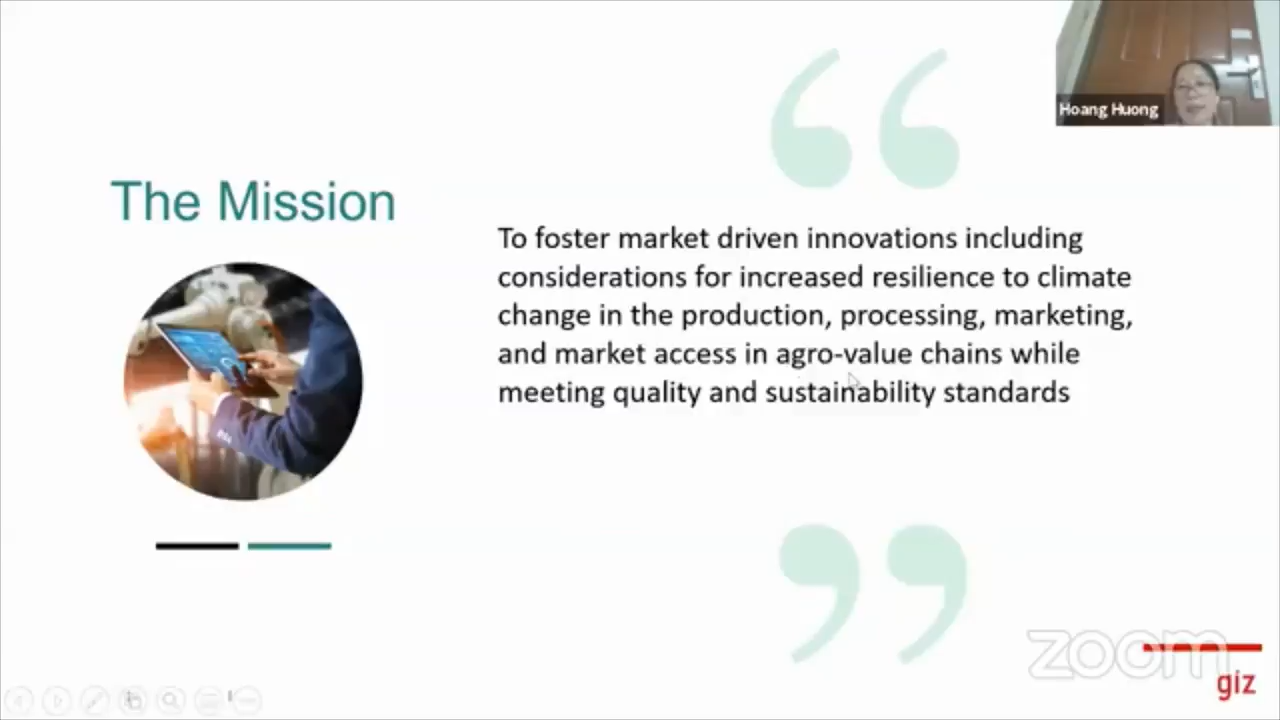 Hoang Huong
The Mission
To foster market driven innovations including
considerations for increased resilience to climate
change in the production, processing, marketing,
and market access in agro-value chains while
meeting quality and sustainability standards
zoom
giz